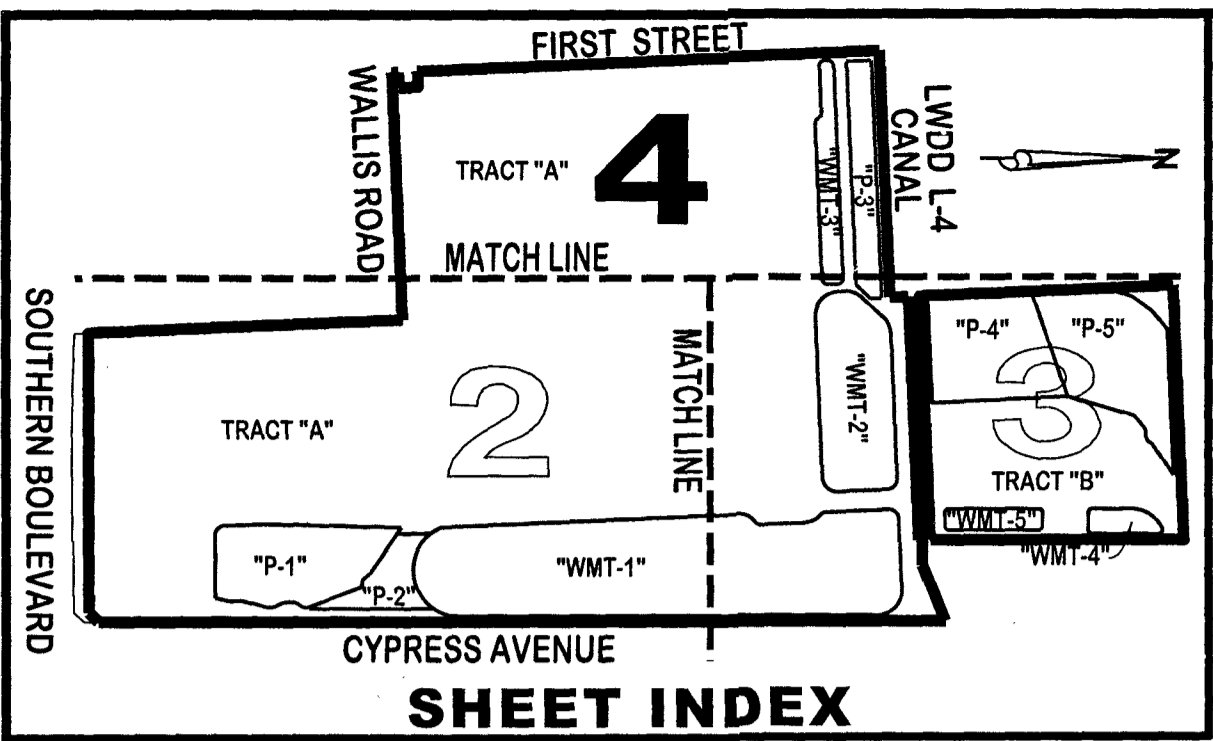 FIRST STREET
WALLIS ROAD
TRACT "A"
4
"WMT-3"
"P-3"
LWDD L-4
CANAL
N
MATCH LINE
SOUTHERN BOULEVARD
TRACT "A"
2
MATCH LINE
"WMT-2"
"P-4"
"P-5"
3
TRACT "B"
"WMT-5"
"WMT-4"
"P-1"
"P-2"
"WMT-1"
CYPRESS AVENUE
SHEET INDEX